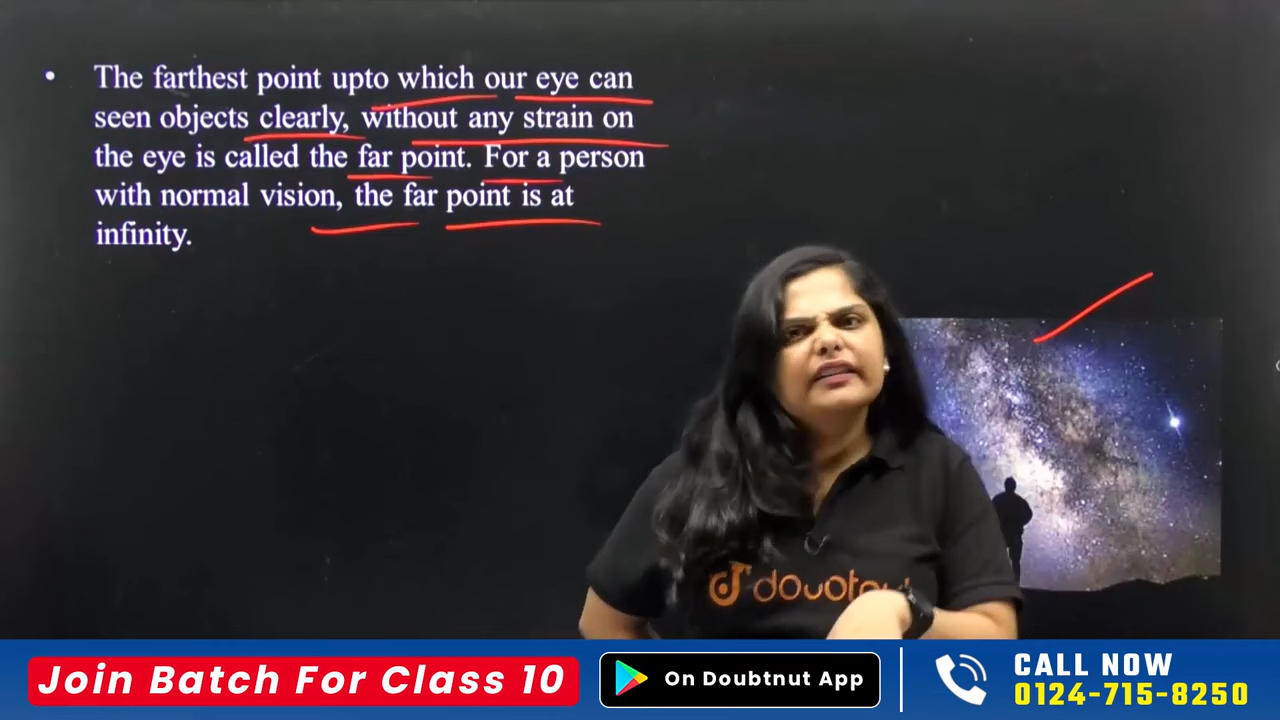 • The farthest point upto which our eye can
seen objects clearly, without any strain on
the eye is called the far point. For a person
with normal vision, the far point is at
infinity.
Join Batch For Class 10
On Doubtnut App
CALL NOW
0124-715-8250